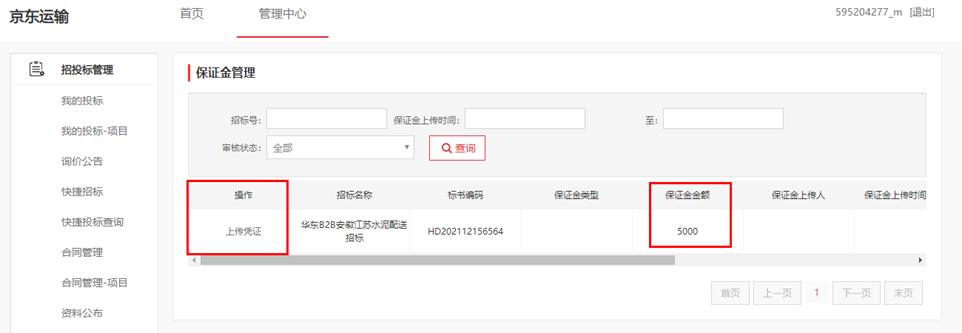 京东运输
首页
管理中心
595204277_m [退出]
招投标管理
我的投标
我的投标-项目
询价公告
快捷招标
快捷投标查询
合同管理
合同管理-项目
资料公布
保证金管理
招标号:
保证金上传时间:
至:
审核状态:
全部
查询
操作
招标名称
标书编码
保证金类型
保证金金额
保证金上传人
保证金上传时间
上传凭证
华东B2B安徽江苏水泥配送
招标
HD202112156564
5000
首页
上一页
1
下一页
末页